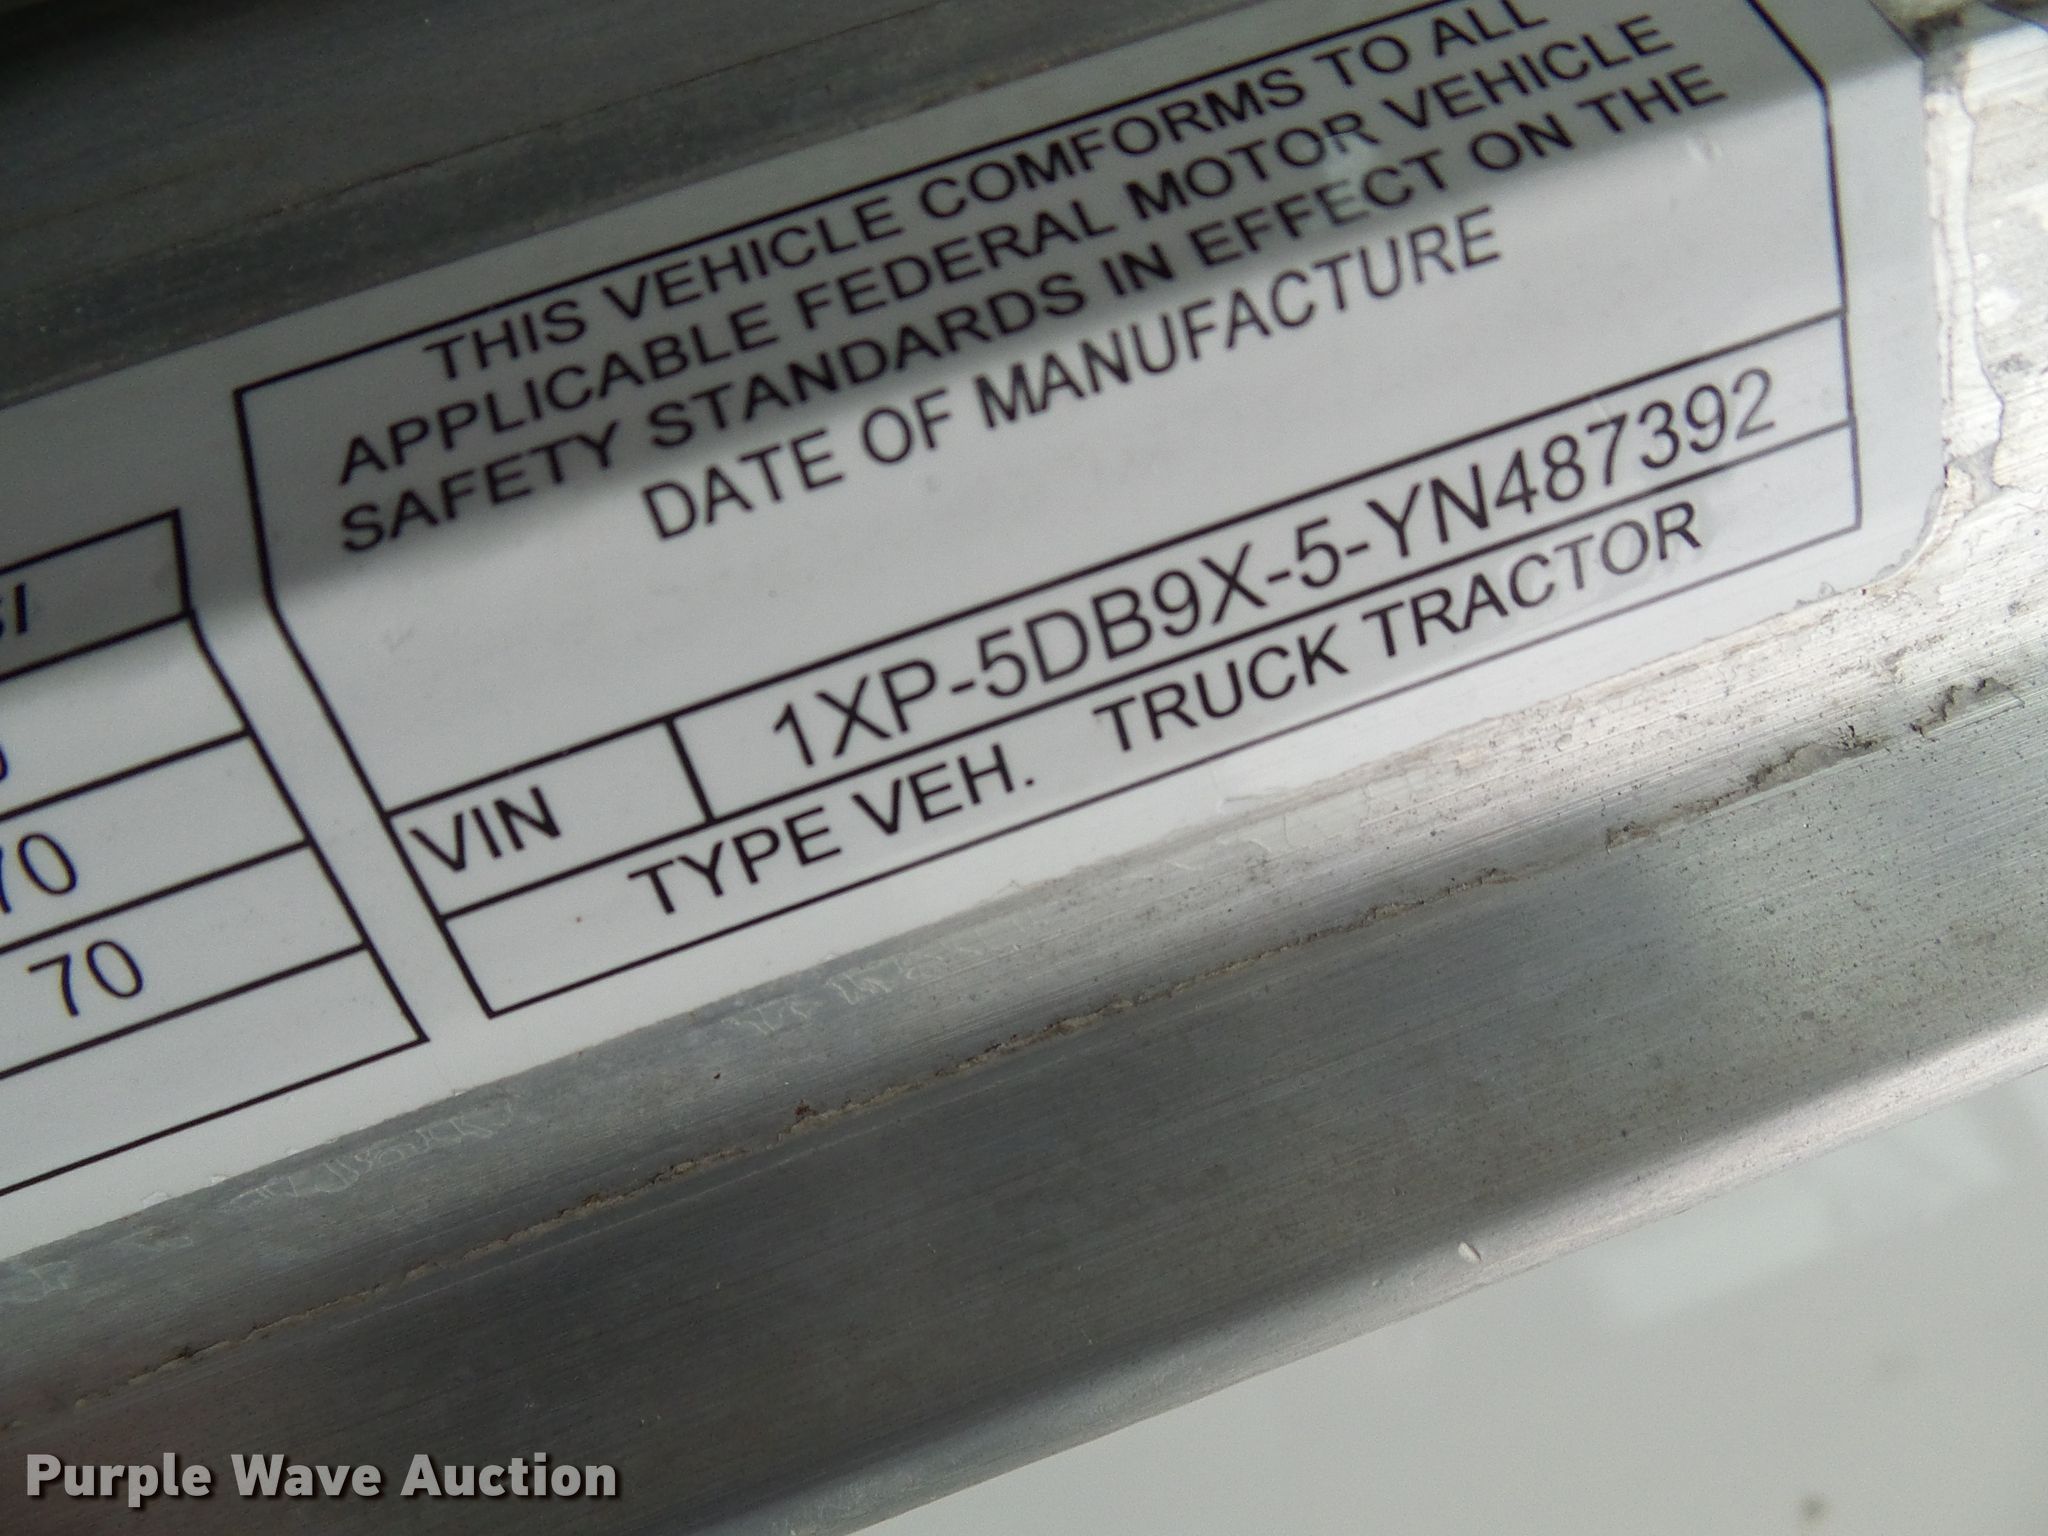 THIS VEHICLE COMFORMS TO ALL
APPLICABLE FEDERAL MOTOR VEHICLE
SAFETY STANDARDS IN EFFECT ON THE
DATE OF MANUFACTURE
VIN 1XP-5DB9X-5-YN487392
TYPE VEH. TRUCK TRACTOR
70
70
Purple Wave Auction